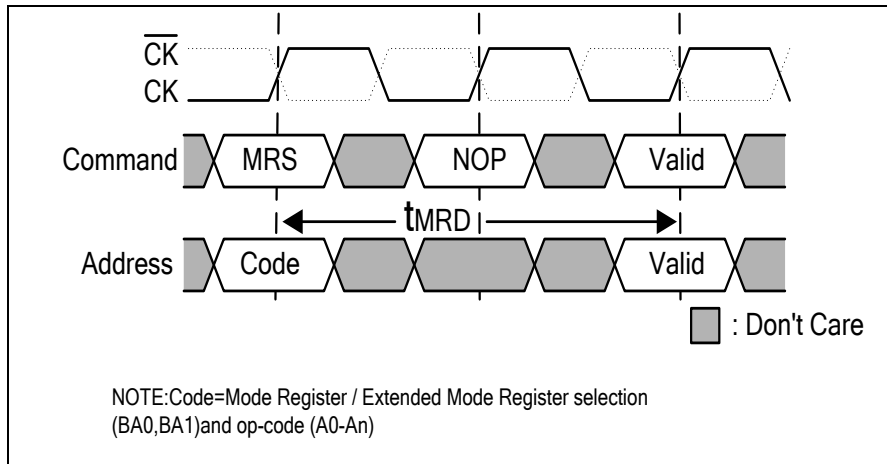 CK
CK
Command MRS NOP Valid
tMRD
Address Code Valid
: Don't Care
NOTE:Code=Mode Register / Extended Mode Register selection
(BA0,BA1)and op-code (A0-An)